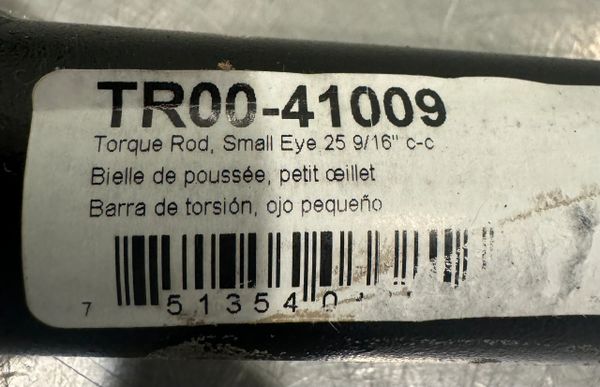 TR00-41009
Torque Rod, Small Eye 25 9/16" c-c
Bielle de poussée, petit œillet
Barra de torsión, ojo pequeño
7 51354 0